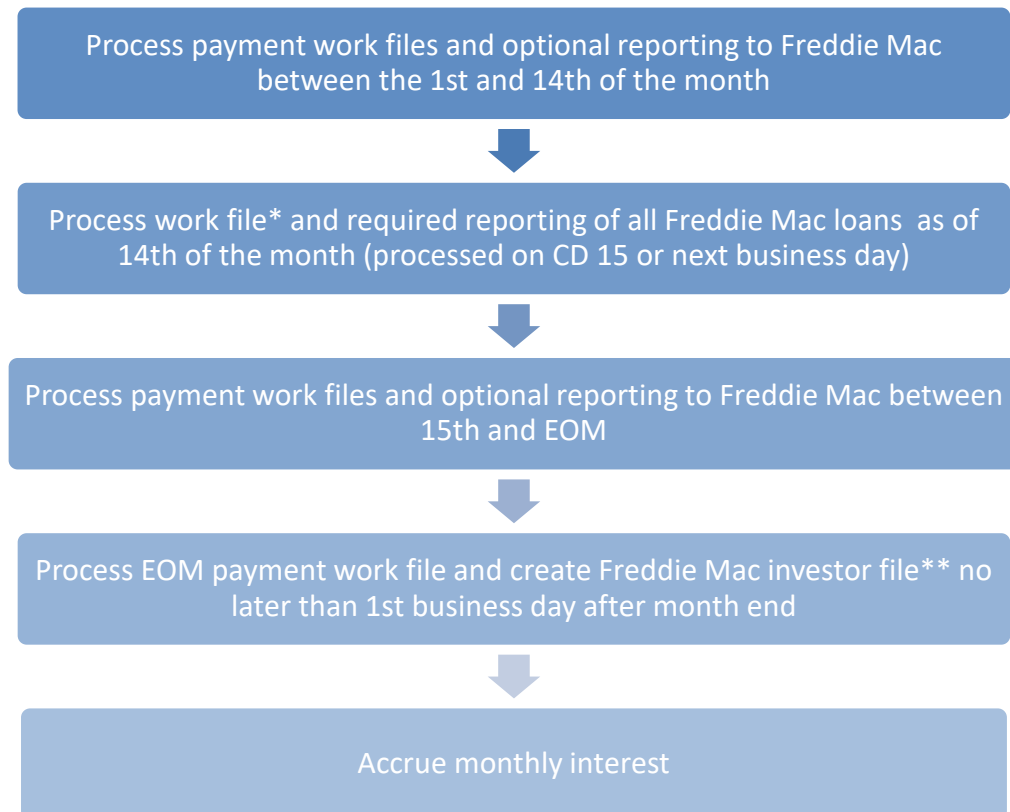 Process payment work files and optional reporting to Freddie Mac
between the 1st and 14th of the month
Process work file* and required reporting of all Freddie Mac loans as of
14th of the month (processed on CD 15 or next business day)
Process payment work files and optional reporting to Freddie Mac between
15th and EOM
Process EOM payment work file and create Freddie Mac investor file** no
later than 1st business day after month end
Accrue monthly interest